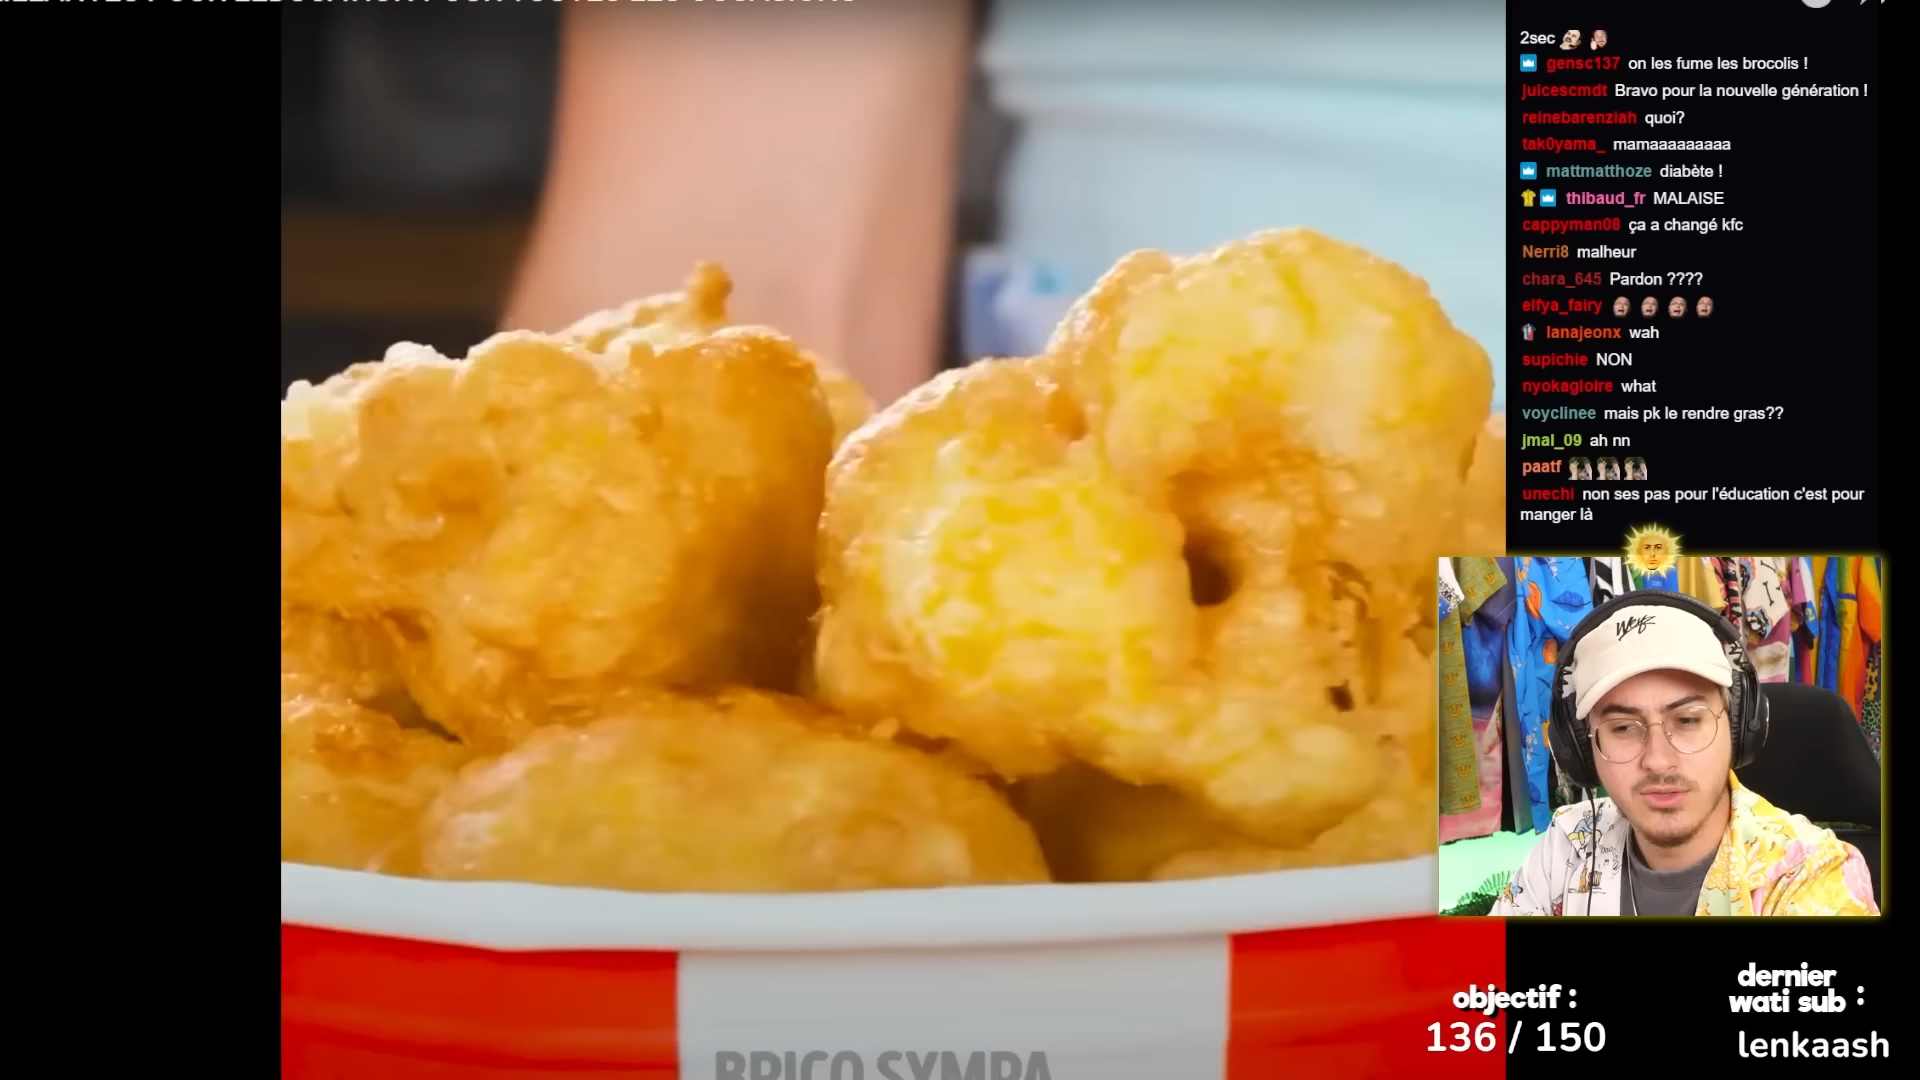 2sec
gensc137 on les fume les brocolis !
juicescmdt Bravo pour la nouvelle génération !
reinebarenziah quoi?
tak0yama_ mamaaaaaaaaa
mattmatthoze diabète !
thibaud_fr MALAISE
cappyman08 ça a changé kfc
Nerri8 malheur
chara_645 Pardon ????
elfya_fairy
lanajeonx wah
supichie NON
nyokagloire what
voyclinee mais pk le rendre gras??
jmal_09 ah nn
paatf
unechi non ses pas pour l'éducation c'est pour
manger là
BRICO SYMPA
objectif :
136 / 150
dernier
wati sub :
lenkaash